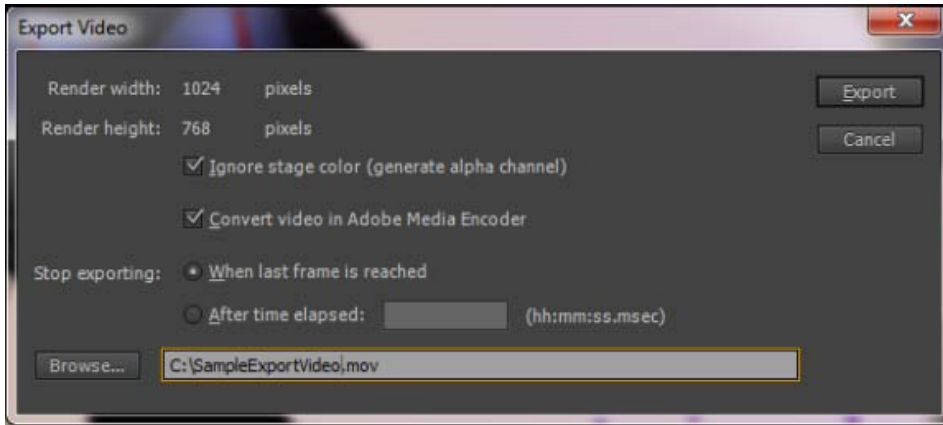 Export Video
Render width: 1024 pixels
Export
Render height: 768 pixels
Cancel
Ignore stage color (generate alpha channel)
Convert video in Adobe Media Encoder
Stop exporting: When last frame is reached
After time elapsed: (hh:mm:ss.msec)
Browse... C:\SampleExportVideo.mov